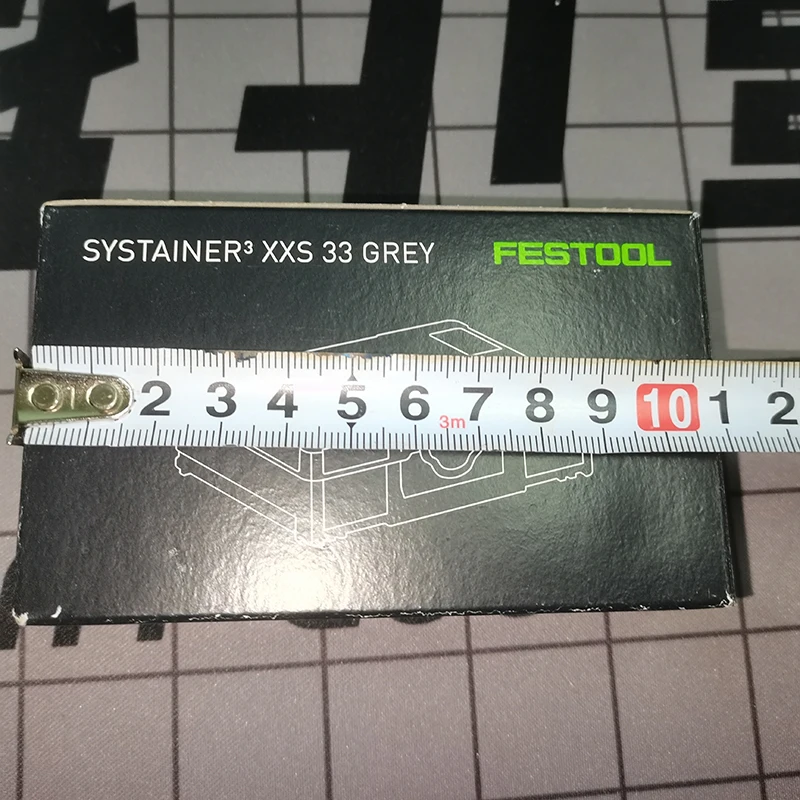 SYSTAINER³ XXS 33 GREY FESTOOL
2 3 4 5 6 7 8 9 10 1 2
3m